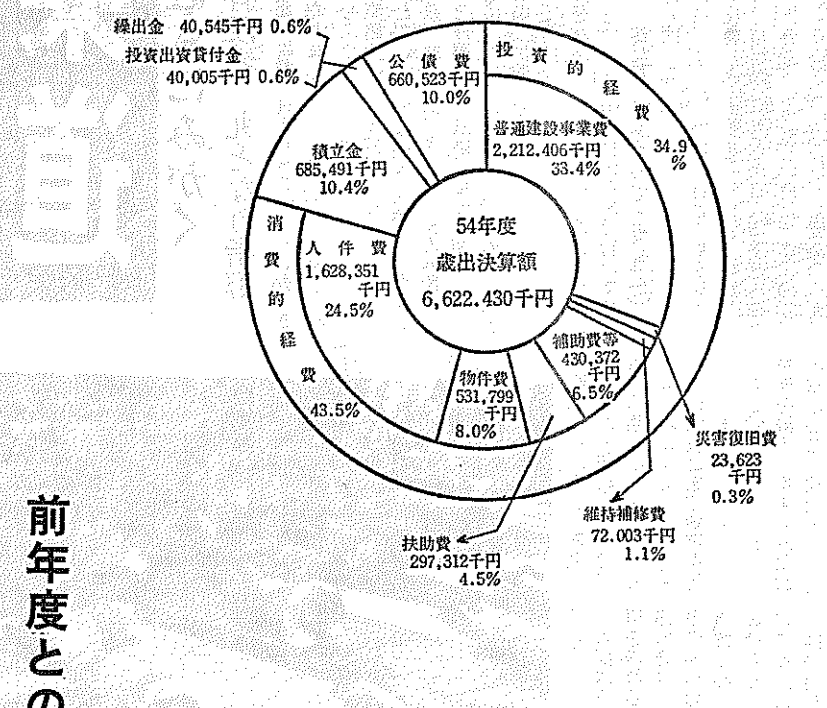 繰出金 40,545千円 0.6%
投資出資貸付金
40,005千円 0.6%
公債費
660,523千円
10.0%
投資的経費
34.9
%
普通建設事業費
2,212.406千円
33.4%
積立金
685,491千円
10.4%
54年度
歳出決算額
6,622.430千円
消費的経費
43.5%
人件費
1,628,351
千円
24.5%
物件費
531,799
千円
8.0%
補助費等
430,372
千円
6.5%
災害復旧費
23,623
千円
0.3%
維持補修費
72.003千円
1.1%
扶助費
297,312千円
4.5%
前年度との